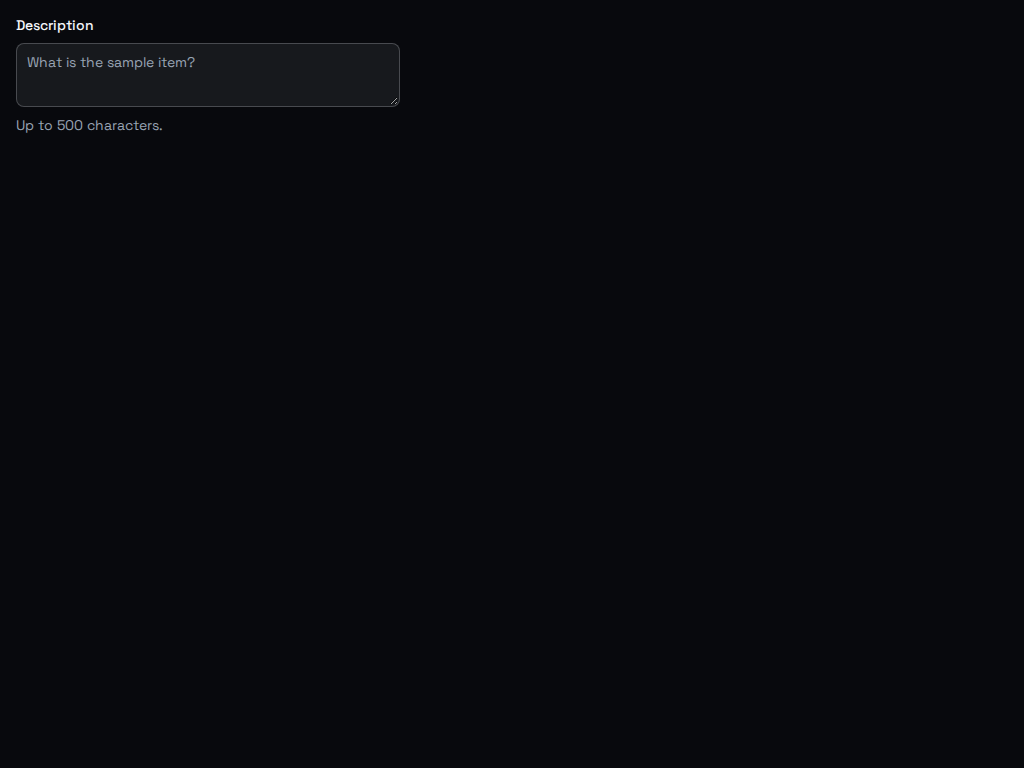 Description
What is the sample item?
Up to 500 characters.